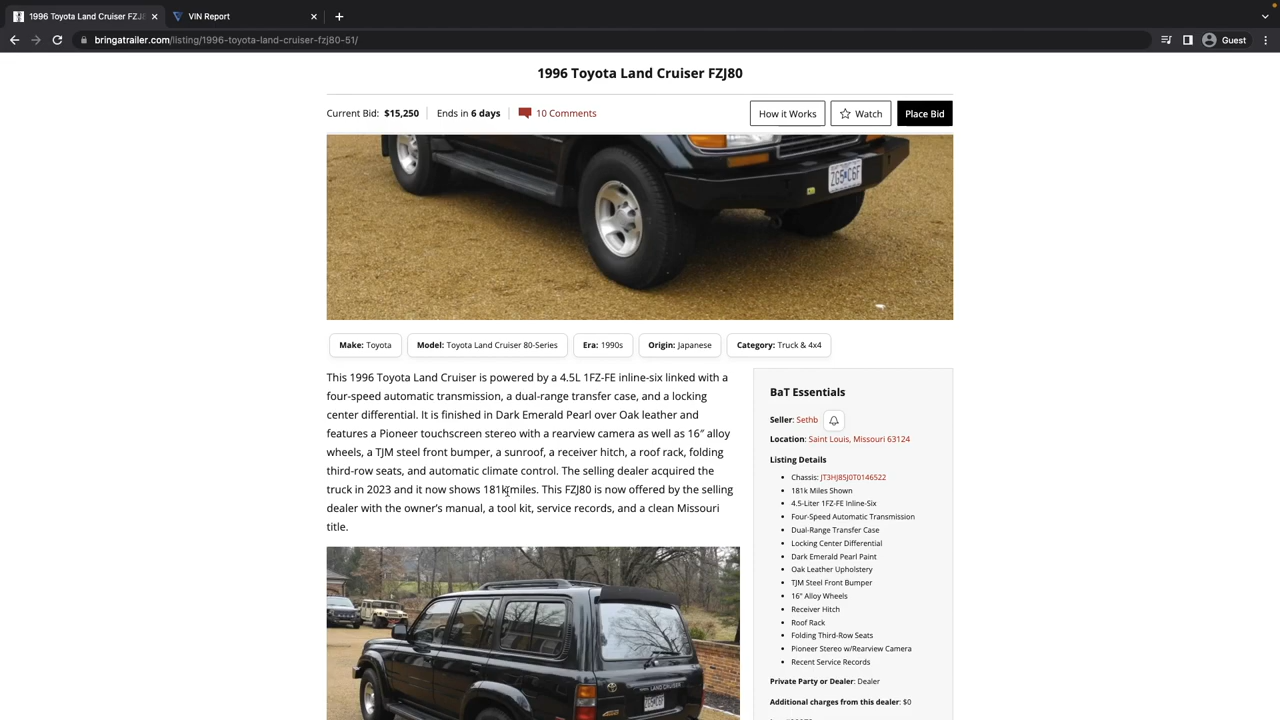 1996 Toyota Land Cruiser FZJ8
VIN Report
bringatrailer.com/listing/1996-toyota-land-cruiser-fzj80-51/
Guest
1996 Toyota Land Cruiser FZJ80
Current Bid: $15,250
Ends in 6 days
10 Comments
How it Works
Watch
Place Bid
Make: Toyota
Model: Toyota Land Cruiser 80-Series
Era: 1990s
Origin: Japanese
Category: Truck & 4x4
This 1996 Toyota Land Cruiser is powered by a 4.5L 1FZ-FE inline-six linked with a
four-speed automatic transmission, a dual-range transfer case, and a locking
center differential. It is finished in Dark Emerald Pearl over Oak leather and
features a Pioneer touchscreen stereo with a rearview camera as well as 16″ alloy
wheels, a TJM steel front bumper, a sunroof, a receiver hitch, a roof rack, folding
third-row seats, and automatic climate control. The selling dealer acquired the
truck in 2023 and it now shows 181k miles. This FZJ80 is now offered by the selling
dealer with the owner’s manual, a tool kit, service records, and a clean Missouri
title.
LAND CRUISER
BaT Essentials
Seller: Sethb
Location: Saint Louis, Missouri 63124
Listing Details
Chassis: JT3HJ85J0T0146522
181k Miles Shown
4.5-Liter 1FZ-FE Inline-Six
Four-Speed Automatic Transmission
Dual-Range Transfer Case
Locking Center Differential
Dark Emerald Pearl Paint
Oak Leather Upholstery
TJM Steel Front Bumper
16" Alloy Wheels
Receiver Hitch
Roof Rack
Folding Third-Row Seats
Pioneer Stereo w/Rearview Camera
Recent Service Records
Private Party or Dealer: Dealer
Additional charges from this dealer: $0